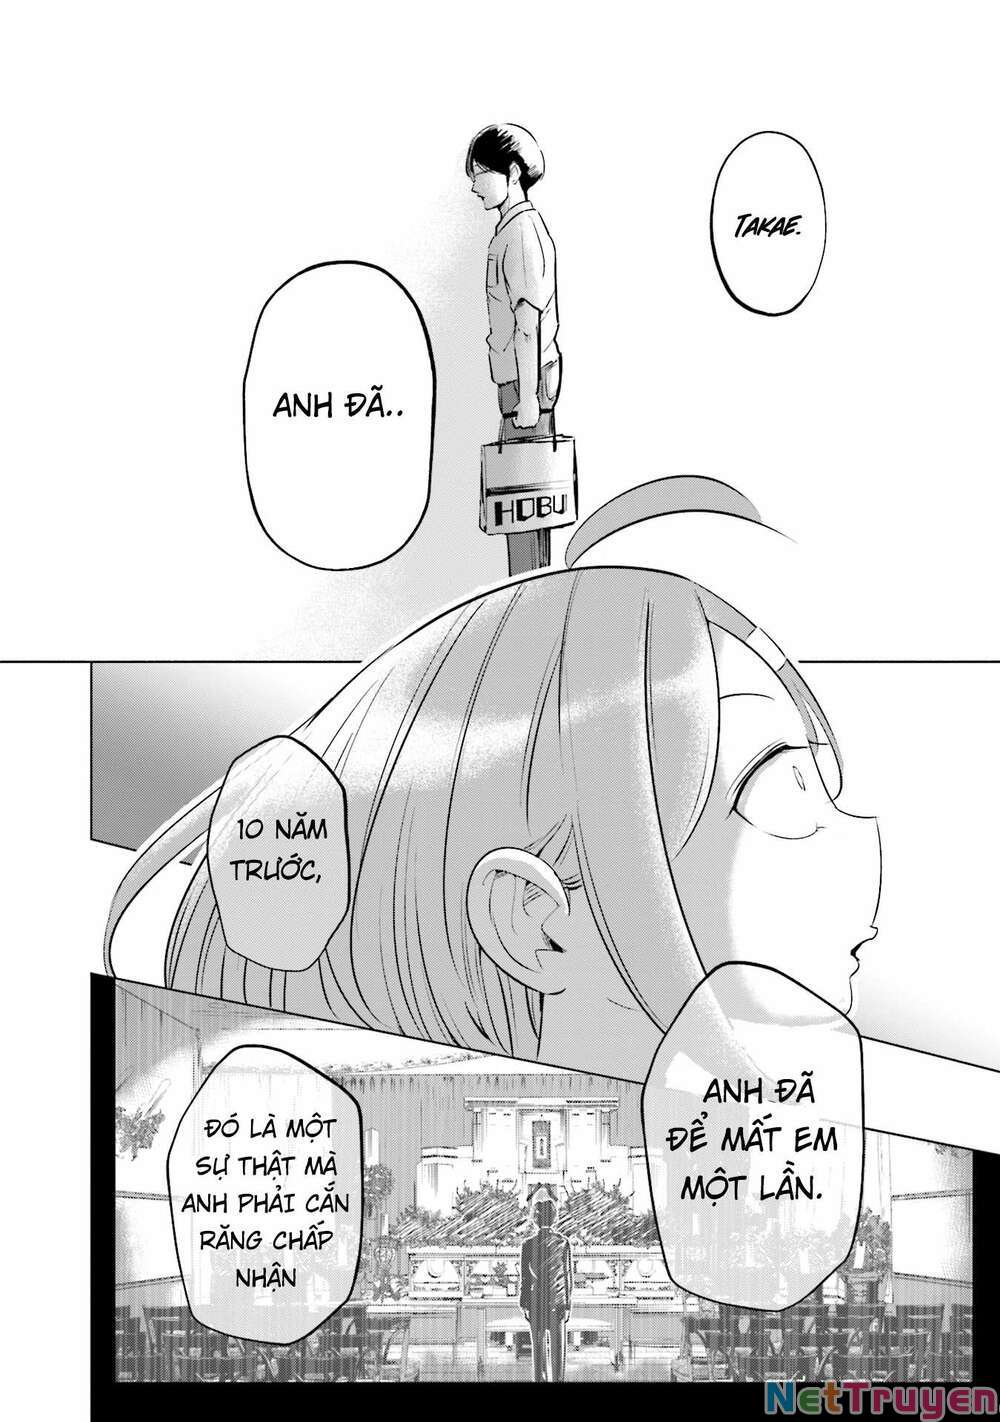 TAKAE.
ANH ĐÃ..
HOBU
10 NĂM
TRƯỚC,
ANH ĐÃ
ĐỂ MẤT EM
MỘT LẦN.
ĐÓ LÀ MỘT
SỰ THẬT MÀ
ANH PHẢI CẮN
RĂNG CHẤP
NHẬN
NETTRUYEN